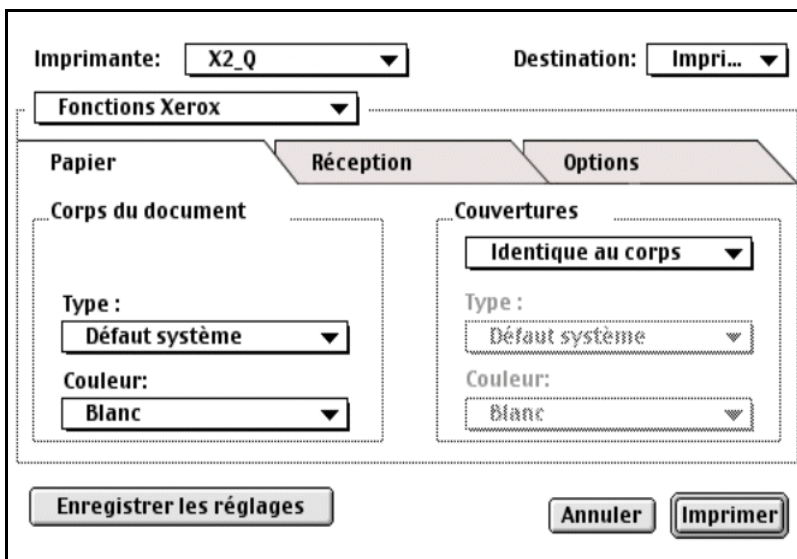 Imprimante: X2_Q Destination: Impri...
Fonctions Xerox
Papier Réception Options
Corps du document Couvertures
Identique au corps
Type : Type :
Défaut système Défaut système
Couleur: Couleur:
Blanc Blanc
Enregistrer les réglages Annuler Imprimer